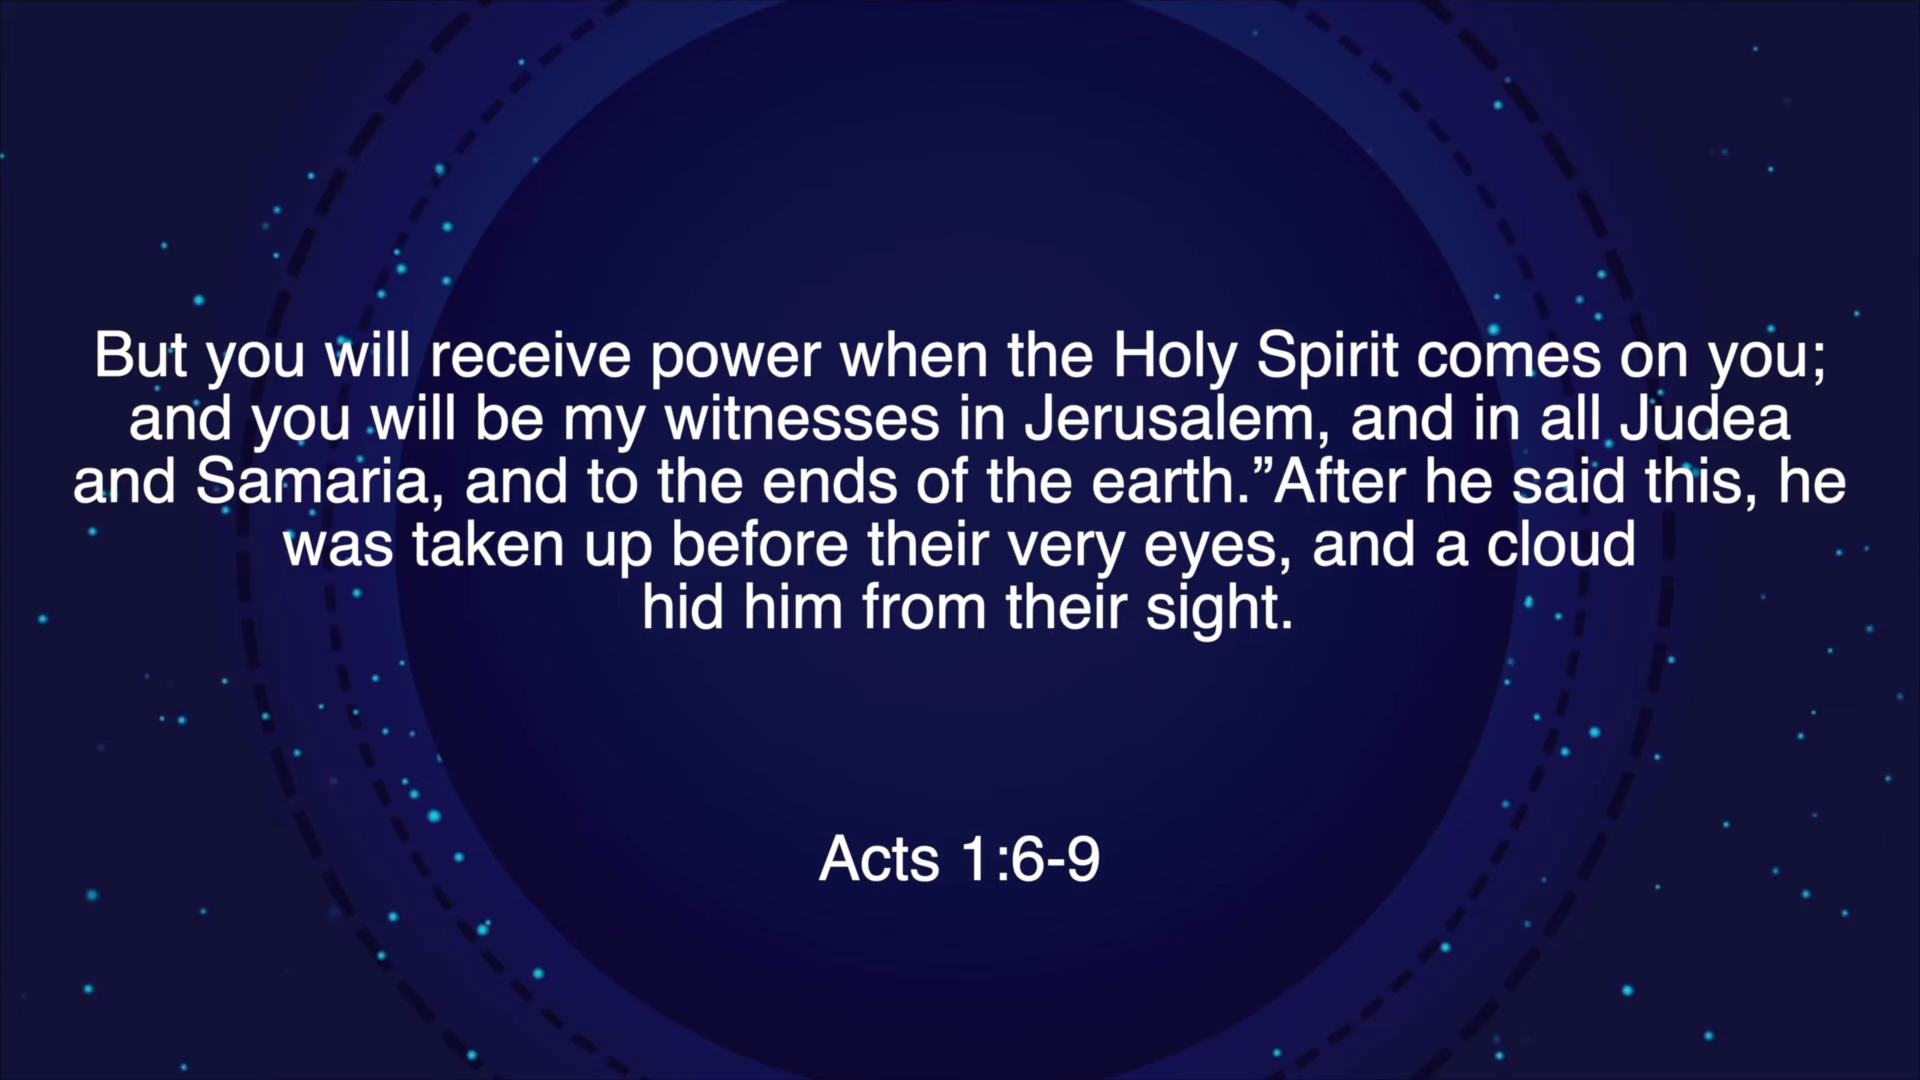 But you will receive power when the Holy Spirit comes on you;
and you will be my witnesses in Jerusalem, and in all Judea
and Samaria, and to the ends of the earth.”After he said this, he
was taken up before their very eyes, and a cloud
hid him from their sight.
Acts 1:6-9